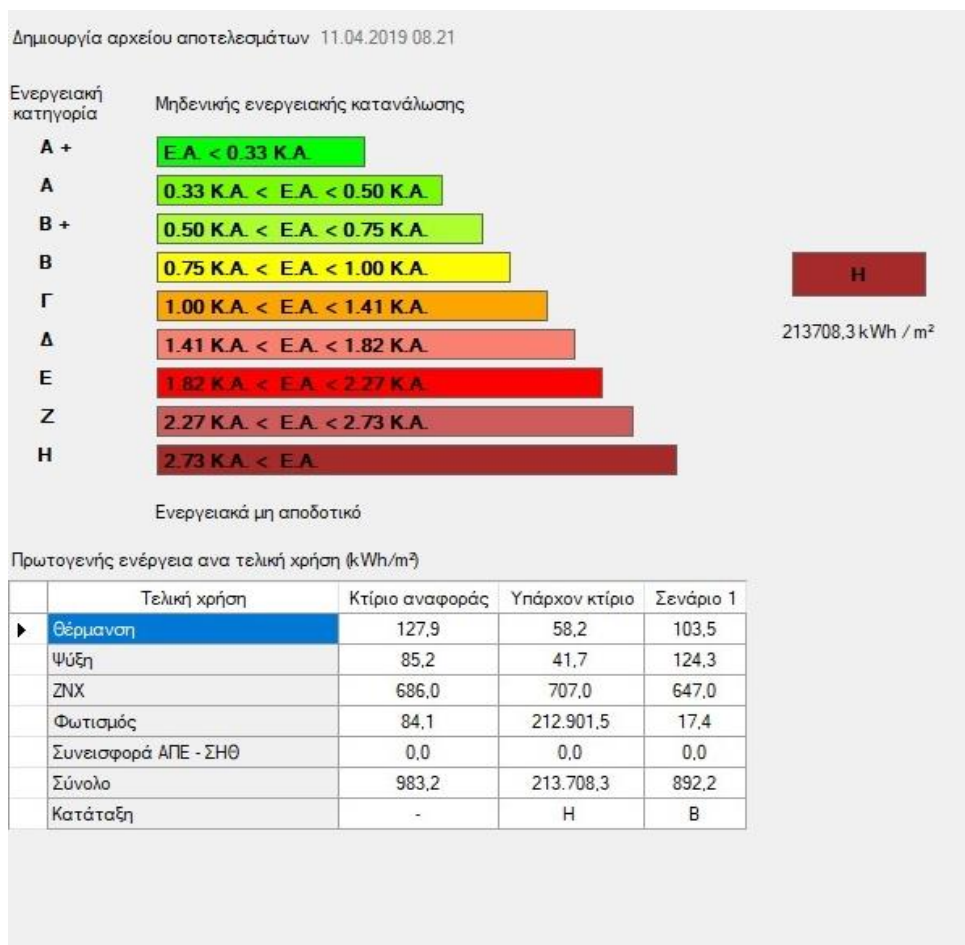 Δημιουργία αρχείου αποτελεσμάτων 11.04.2019 08.21
Ενεργειακή κατηγορία
Μηδενικής ενεργειακής κατανάλωσης
A + E.A. < 0.33 K.A.
A 0.33 K.A. < E.A. < 0.50 K.A.
B + 0.50 K.A. < E.A. < 0.75 K.A.
B 0.75 K.A. < E.A. < 1.00 K.A.
Γ 1.00 K.A. < E.A. < 1.41 K.A.
Δ 1.41 K.A. < E.A. < 1.82 K.A.
E 1.82 K.A. < E.A. < 2.27 K.A.
Z 2.27 K.A. < E.A. < 2.73 K.A.
H 2.73 K.A. < E.A.
H
213708,3 kWh / m²
Ενεργειακά μη αποδοτικό
Πρωτογενής ενέργεια ανα τελική χρήση (kWh/m²)
Τελική χρήση Κτίριο αναφοράς Υπάρχον κτίριο Σενάριο 1
Θέρμανση 127,9 58,2 103,5
Ψύξη 85,2 41,7 124,3
ΖΝΧ 686,0 707,0 647,0
Φωτισμός 84,1 212.901,5 17,4
Συνεισφορά ΑΠΕ - ΣΗΘ 0,0 0,0 0,0
Σύνολο 983,2 213.708,3 892,2
Κατάταξη - H B